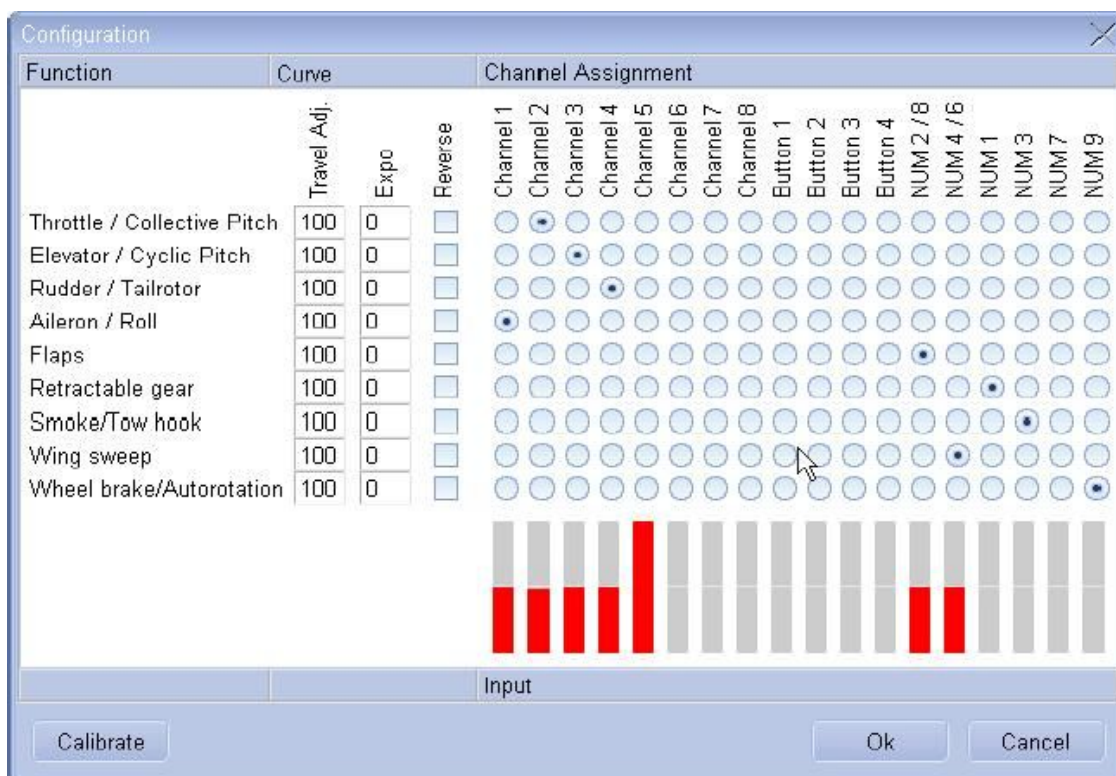 Configuration
Function Curve Channel Assignment
Travel Adj. Expo Reverse Channel 1 Channel 2 Channel 3 Channel 4 Channel 5 Channel 6 Channel 7 Channel 8 Button 1 Button 2 Button 3 Button 4 NUM 2 / 8 NUM 4 / 6 NUM 1 NUM 3 NUM 7 NUM 9
Throttle / Collective Pitch 100 0
Elevator / Cyclic Pitch 100 0
Rudder / Tailrotor 100 0
Aileron / Roll 100 0
Flaps 100 0
Retractable gear 100 0
Smoke/Tow hook 100 0
Wing sweep 100 0
Wheel brake/Autorotation 100 0
Input
Calibrate Ok Cancel